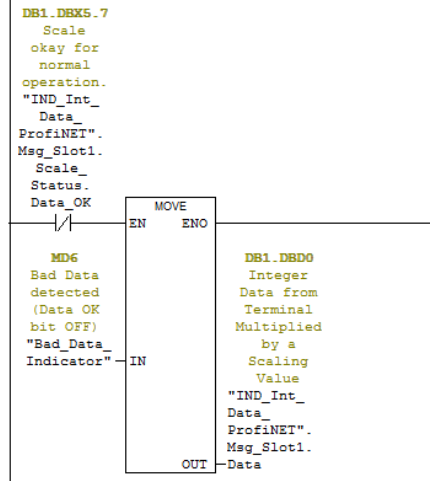 DB1.DBX5.7
Scale
okay for
normal
operation.
"IND_Int_
Data_
ProfiNET".
Msg_Slot1.
Scale_
Status.
Data_OK
MOVE
EN ENO
MD6
Bad Data
detected
(Data OK
bit OFF)
"Bad_Data_
Indicator"
IN
DB1.DBD0
Integer
Data from
Terminal
Multiplied
by a
Scaling
Value
"IND_Int_
Data_
ProfiNET".
Msg_Slot1.
OUT
Data